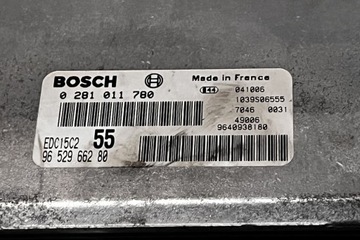 BOSCH
Made in France
0 281 011 780
041006
1039S06555
7046 0031
49006
9640938180
EDC15C2 55
96 529 662 80